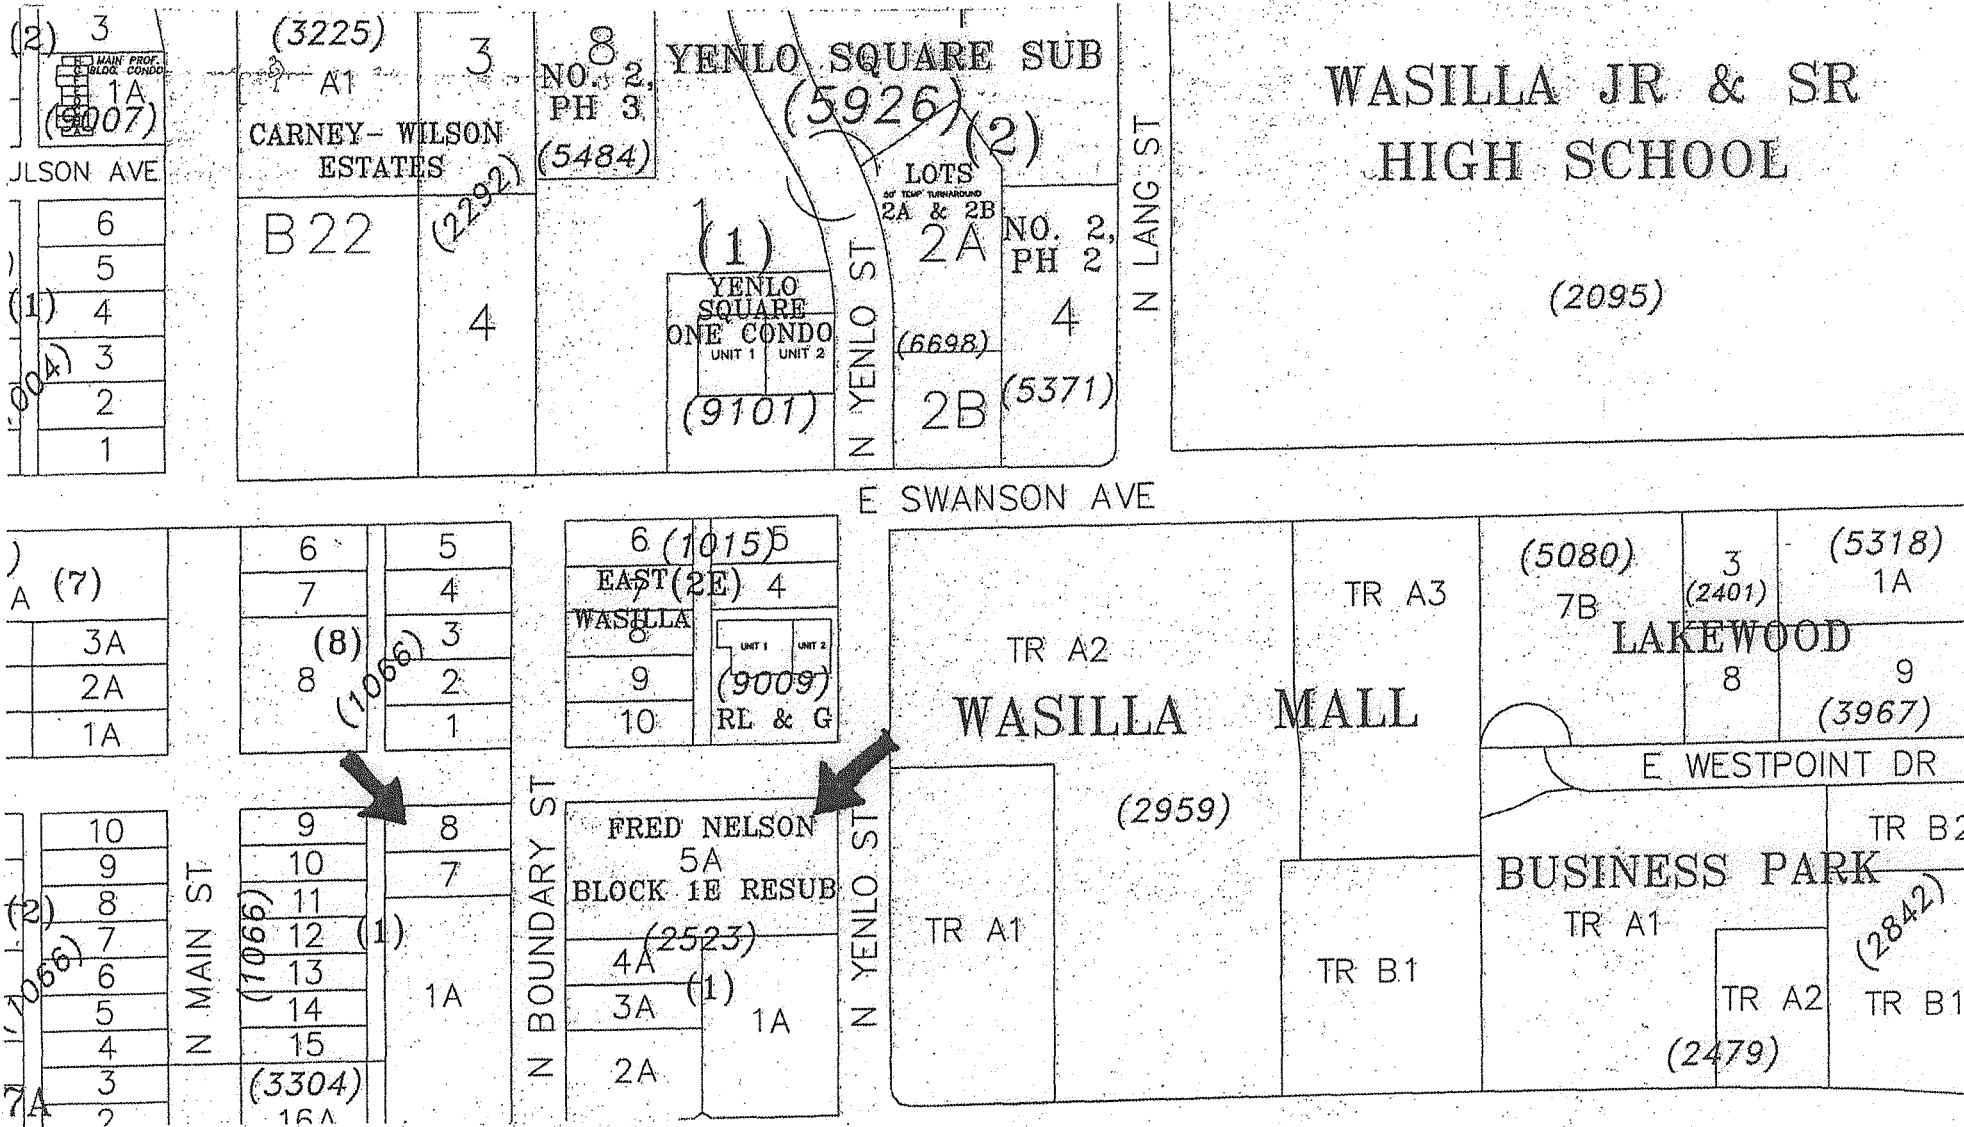 (2)
3
MAIN PROF.
BLDG. CONDO
1A
(9007)
JLSON AVE
6
5
(1)
4
3
2
1
(3225)
A1
CARNEY- WILSON
ESTATES
B22
3
(2292)
4
8
NO. 2,
PH 3
(5484)
YENLO SQUARE SUB
(5926)
(2)
LOTS
50' TEMP TURNAROUND
2A & 2B
2A
1
(1)
YENLO
SQUARE
ONE CONDO
UNIT 1 UNIT 2
(9101)
N YENLO ST
(6698)
2B
NO. 2,
PH 2
4
(5371)
N LANG ST
WASILLA JR & SR
HIGH SCHOOL
(2095)
E SWANSON AVE
A (7)
3A
2A
1A
6
7
(8)
8
(1066)
5
4
3
2
1
6 (1015) 5
EAST (2E) 4
7
WASILLA
8
9
10
UNIT 1 UNIT 2
(9009)
RL & G
TR A2
TR A3
WASILLA MALL
(2959)
TR A1
TR B1
(5080)
7B
3
(2401)
(5318)
1A
LAKEWOOD
8
9
(3967)
E WESTPOINT DR
BUSINESS PARK
TR A1
TR A2
(2479)
TR B2
(2842)
TR B1
10
9
(2) 8
7
6
5
4
3
7A
2
N MAIN ST
9
10
11
12 (1)
13
14
15
(1066)
(3304)
16A
8
7
1A
N BOUNDARY ST
FRED NELSON
5A
BLOCK 1E RESUB
(2523)
4A
(1)
3A
1A
2A
N YENLO ST